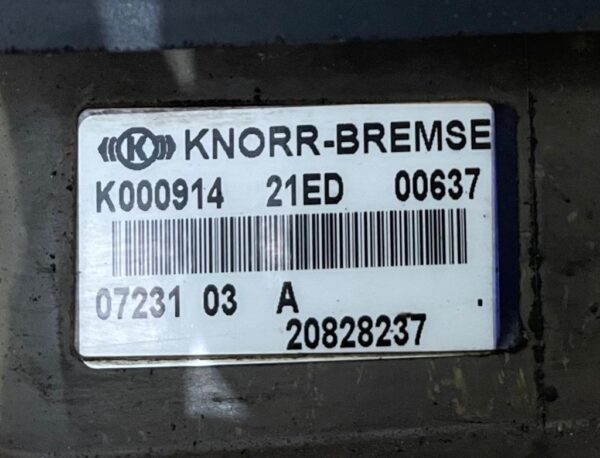 K KNORR-BREMSE
K000914 21ED 00637
07231 03 A
20828237